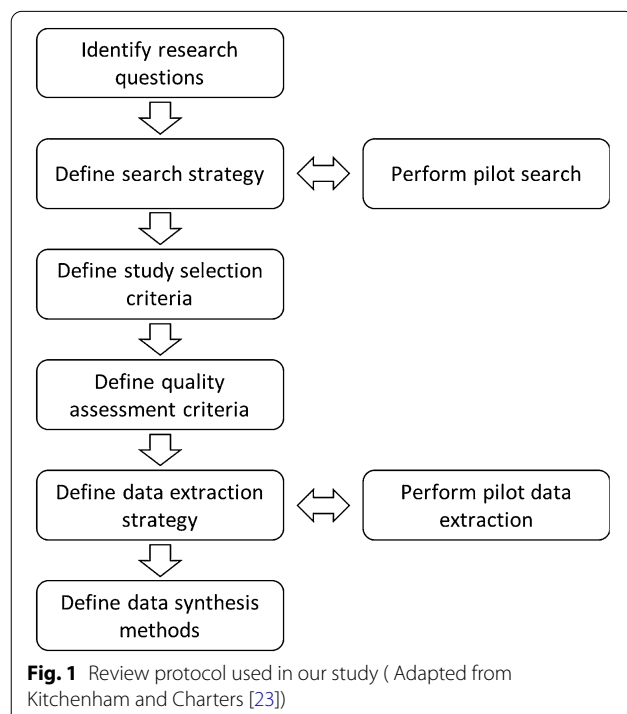 Identify research
questions
Define search strategy
Perform pilot search
Define study selection
criteria
Define quality
assessment criteria
Define data extraction
strategy
Perform pilot data
extraction
Define data synthesis
methods
Fig. 1 Review protocol used in our study ( Adapted from
Kitchenham and Charters [23])